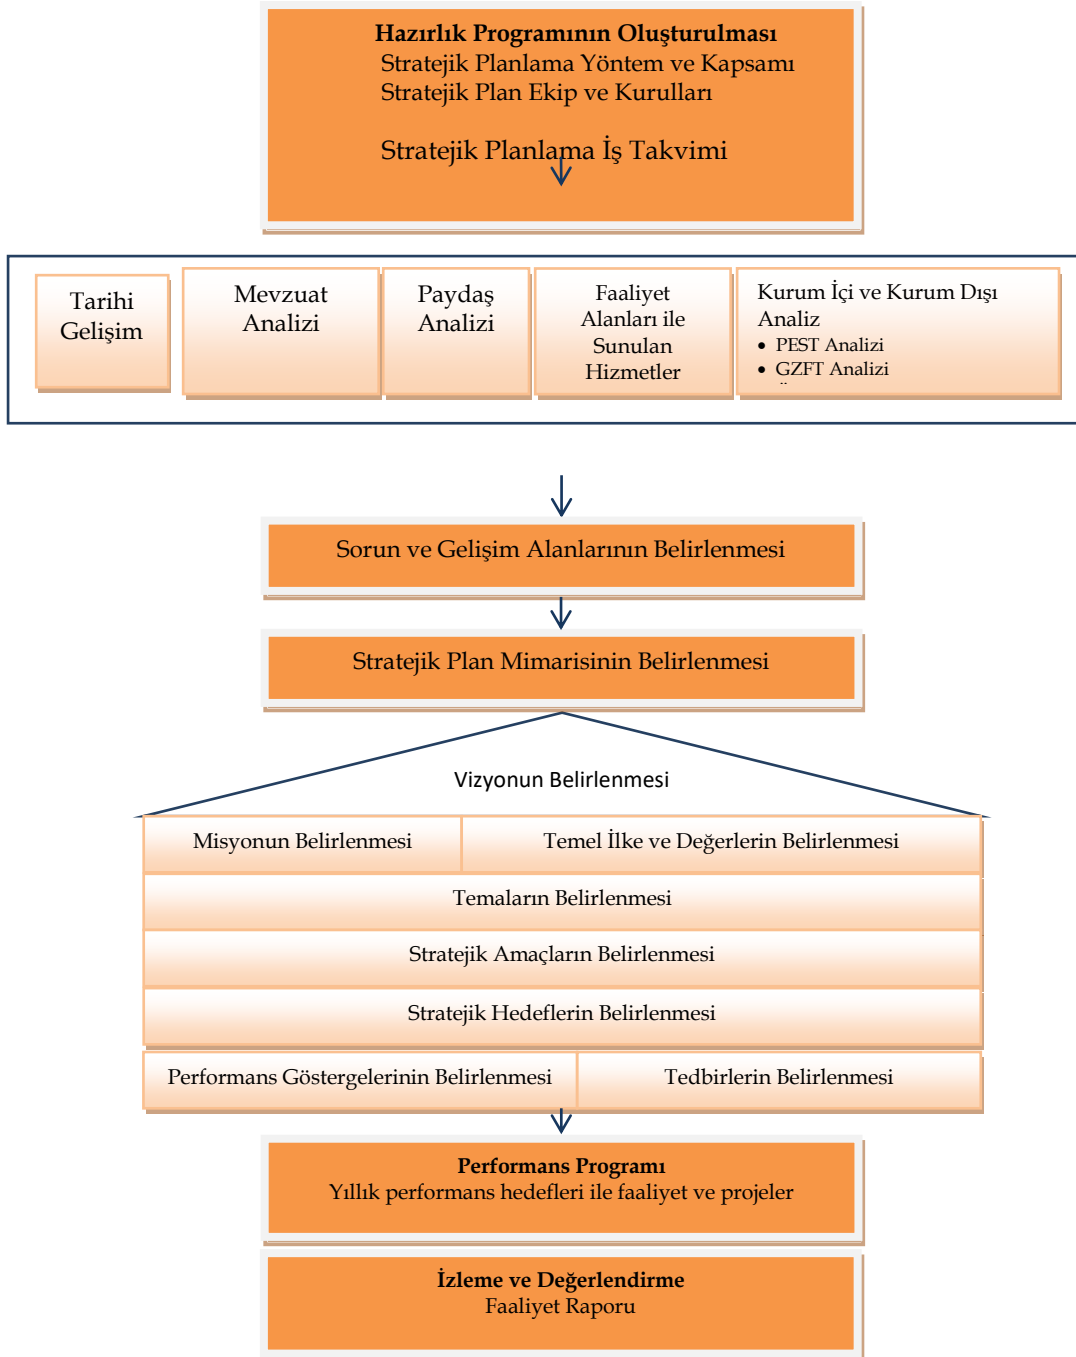 Hazırlık Programının Oluşturulması
Stratejik Planlama Yöntem ve Kapsamı
Stratejik Plan Ekip ve Kurulları
Stratejik Planlama İş Takvimi
Tarihi
Gelişim
Mevzuat
Analizi
Paydaş
Analizi
Faaliyet
Alanları ile
Sunulan
Hizmetler
Kurum İçi ve Kurum Dışı
Analiz
• PEST Analizi
• GZFT Analizi
Sorun ve Gelişim Alanlarının Belirlenmesi
Stratejik Plan Mimarisinin Belirlenmesi
Vizyonun Belirlenmesi
Misyonun Belirlenmesi
Temel İlke ve Değerlerin Belirlenmesi
Temaların Belirlenmesi
Stratejik Amaçların Belirlenmesi
Stratejik Hedeflerin Belirlenmesi
Performans Göstergelerinin Belirlenmesi
Tedbirlerin Belirlenmesi
Performans Programı
Yıllık performans hedefleri ile faaliyet ve projeler
İzleme ve Değerlendirme
Faaliyet Raporu